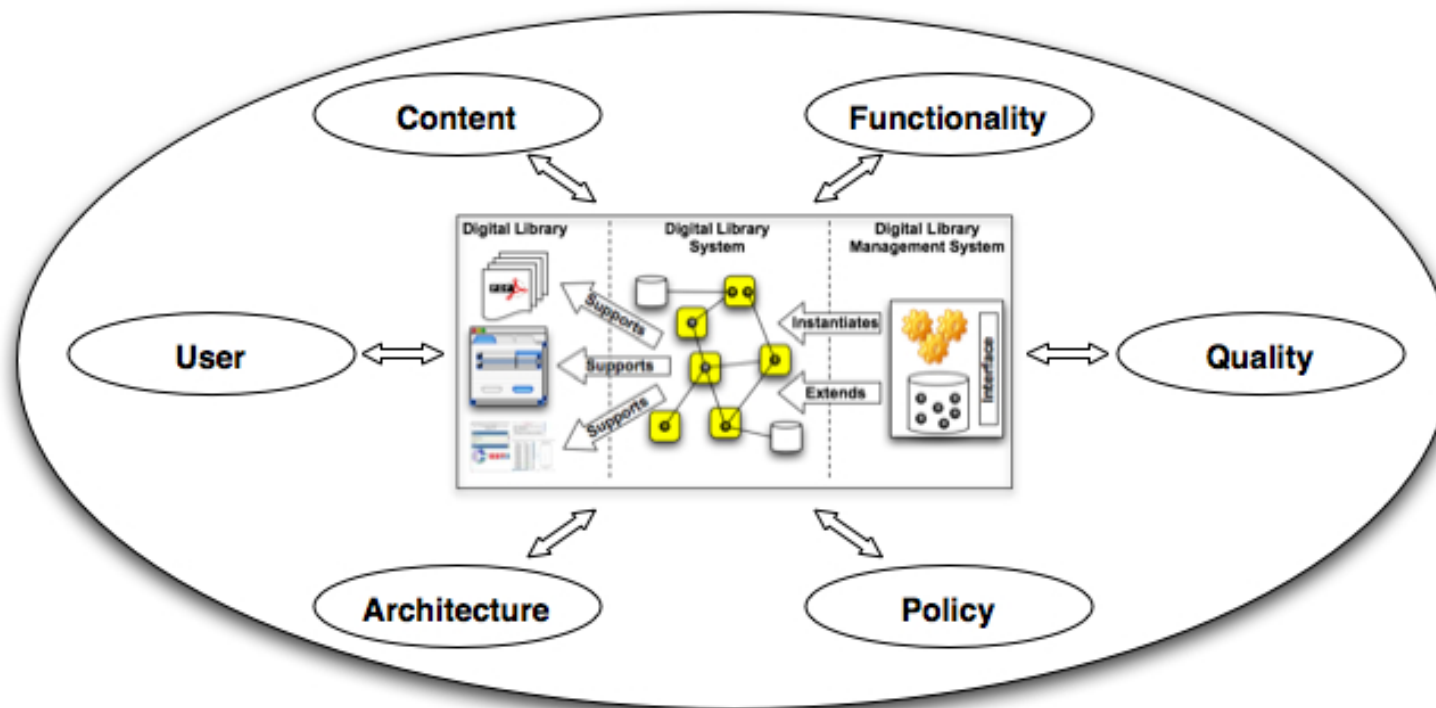 Content
Functionality
Digital Library
Digital Library
System
Digital Library
Management System
Supports
Instantiates
User
Supports
Interface
Quality
Extends
Supports
Architecture
Policy